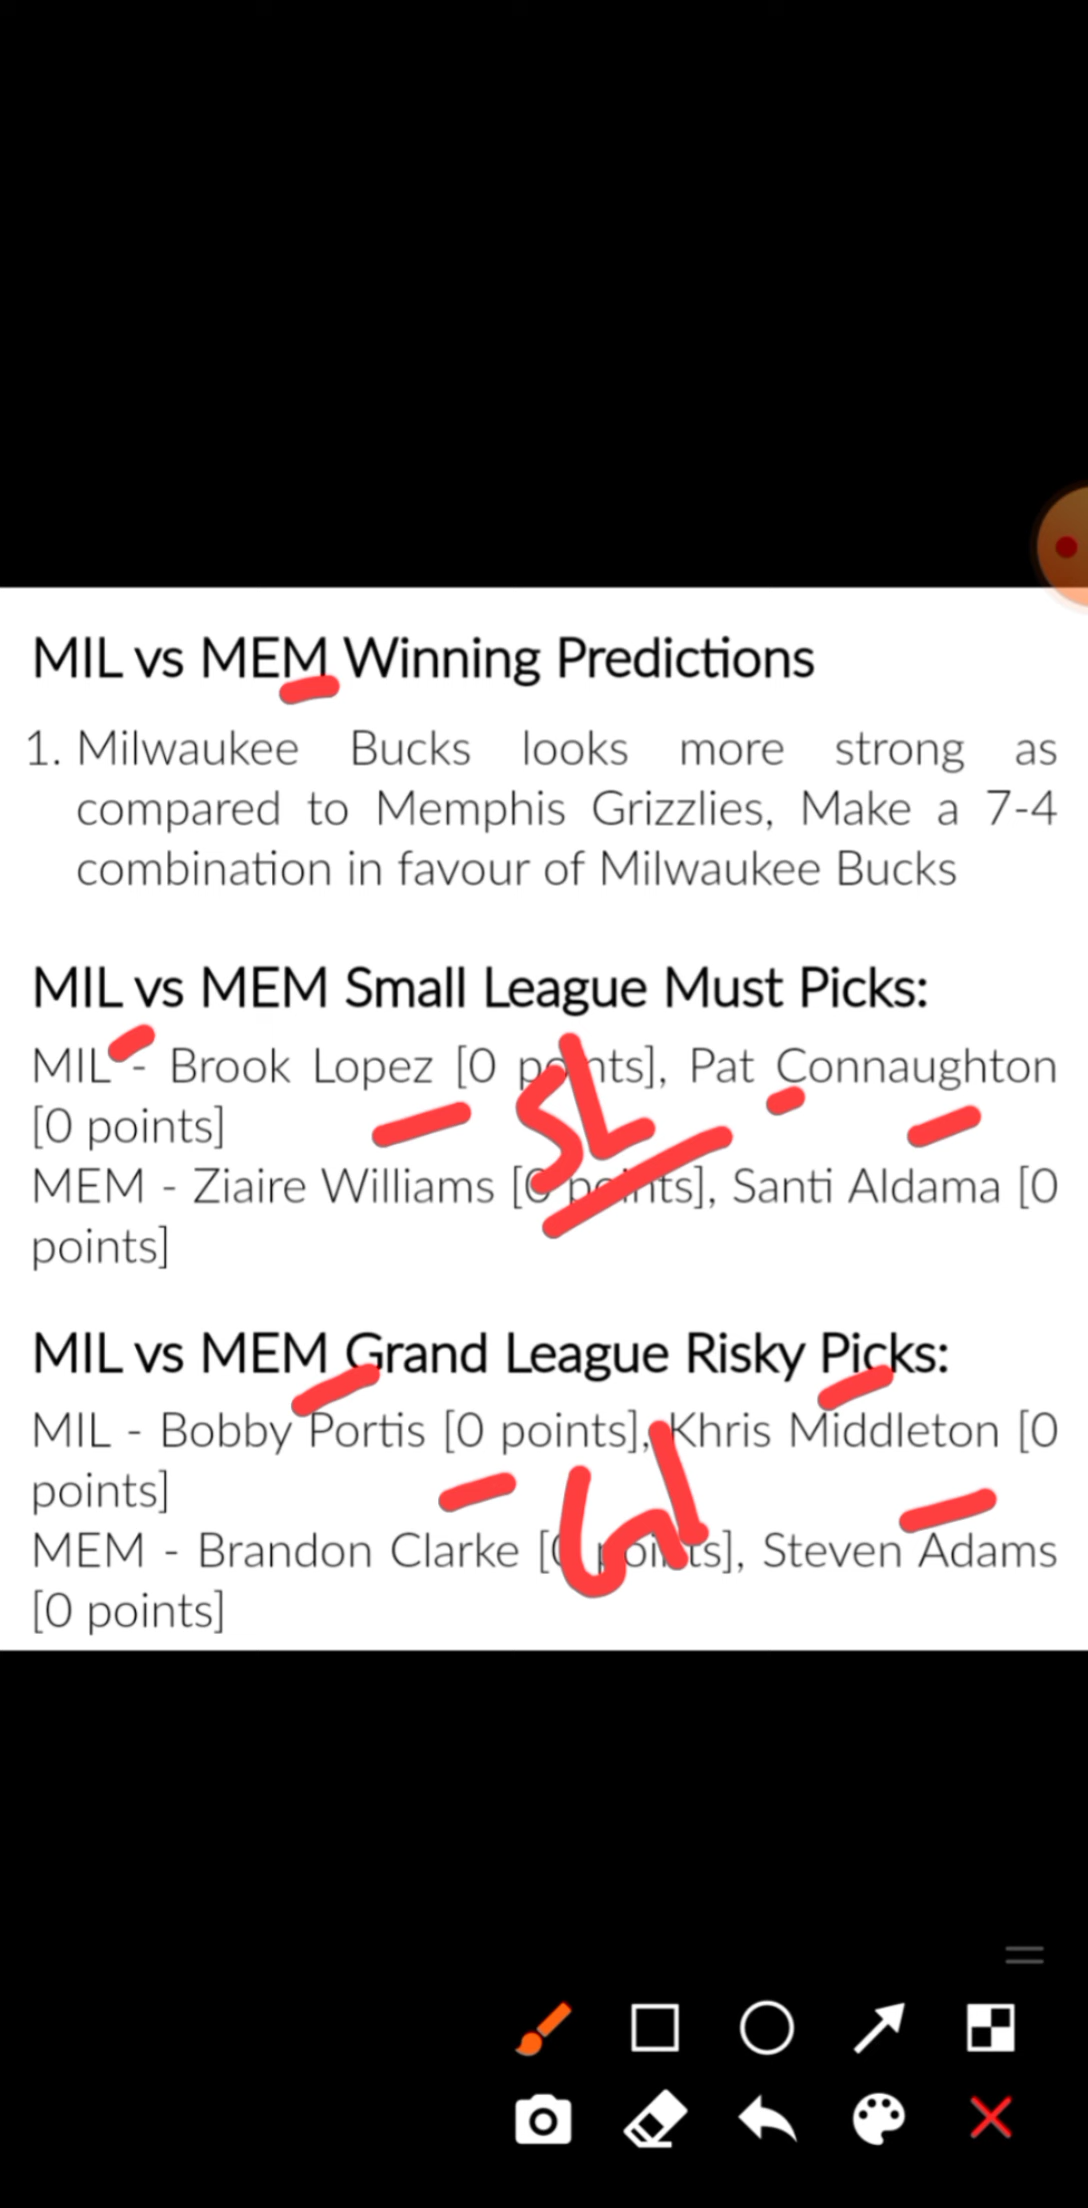 MIL vs MEM Winning Predictions
1. Milwaukee Bucks looks more strong as
compared to Memphis Grizzlies, Make a 7-4
combination in favour of Milwaukee Bucks
MIL vs MEM Small League Must Picks:
MIL - Brook Lopez [0 points], Pat Connaughton
[0 points]
SL
MEM - Ziaire Williams [0 points], Santi Aldama [0
points]
MIL vs MEM Grand League Risky Picks:
MIL - Bobby Portis [0 points], Khris Middleton [0
points]
MEM - Brandon Clarke [0 points], Steven Adams
[0 points]